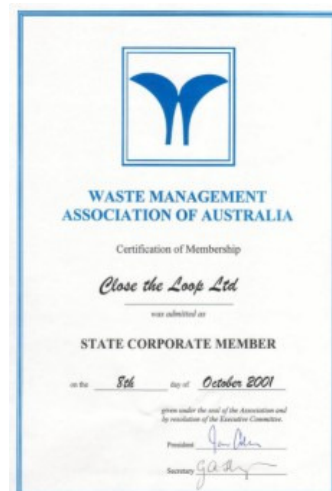 WASTE MANAGEMENT
ASSOCIATION OF AUSTRALIA
Certification of Membership
Close the Loop Ltd
was admitted as
STATE CORPORATE MEMBER
on the 8th day of October 2001
given under the seal of the Association and
by resolution of the Executive Committee.
President
Secretary